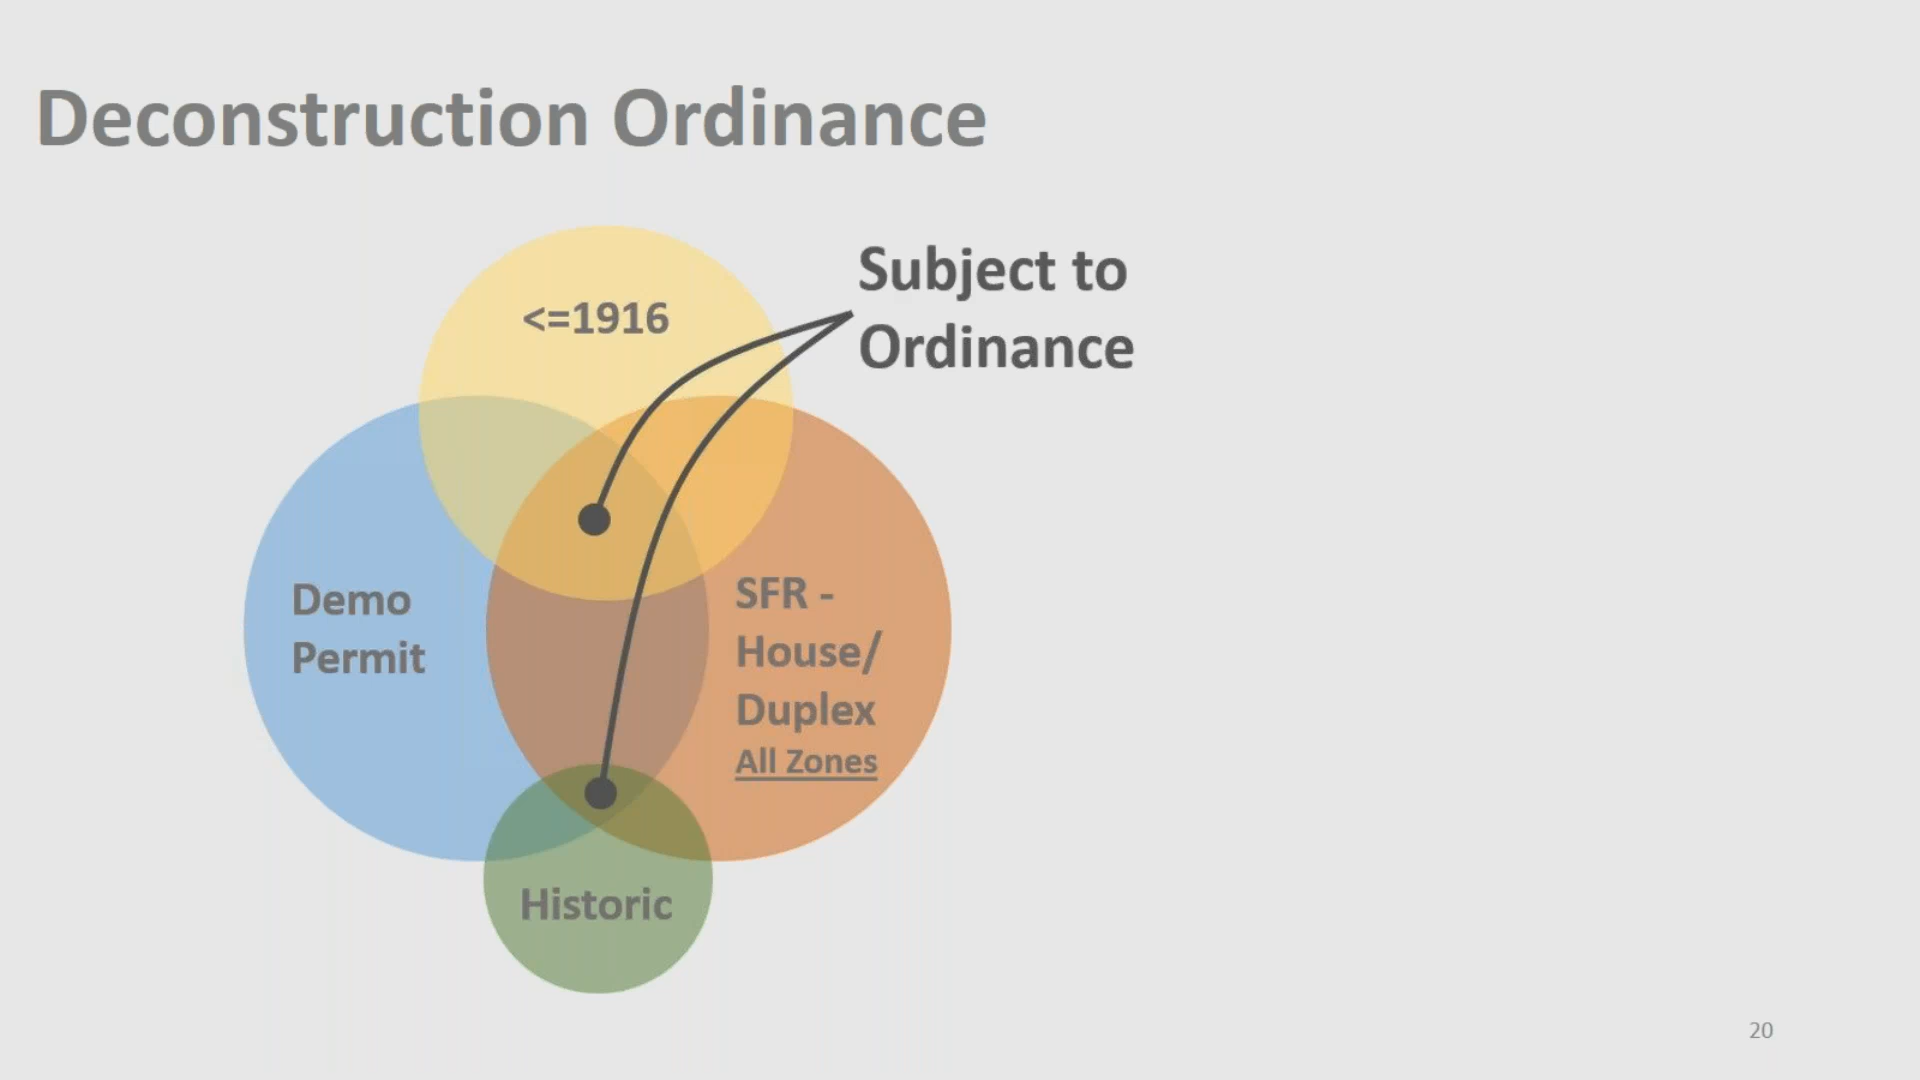 Deconstruction Ordinance
Subject to
Ordinance
<=1916
Demo
Permit
SFR -
House/
Duplex
All Zones
Historic
20